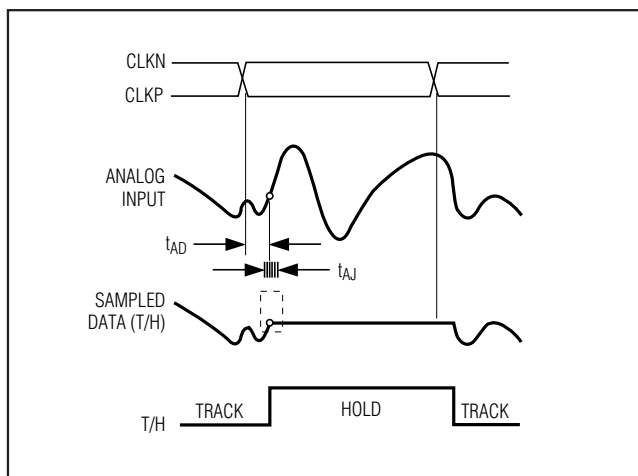 CLKN
CLKP
ANALOG
INPUT
tAD
tAJ
SAMPLED
DATA (T/H)
T/H
TRACK
HOLD
TRACK